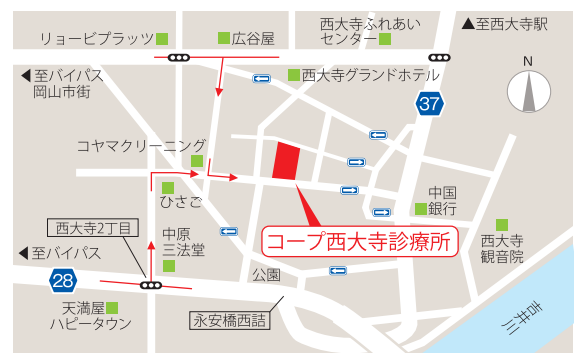 リョービプラッツ
広谷屋
西大寺ふれあい
センター
▲至西大寺駅
◀至バイパス
岡山市街
西大寺グランドホテル
N
37
コヤマクリーニング
ひさご
中国
銀行
西大寺2丁目
中原
三法堂
コープ西大寺診療所
西大寺
観音院
◀至バイパス
28
公園
天満屋
ハピータウン
永安橋西詰
吉井川